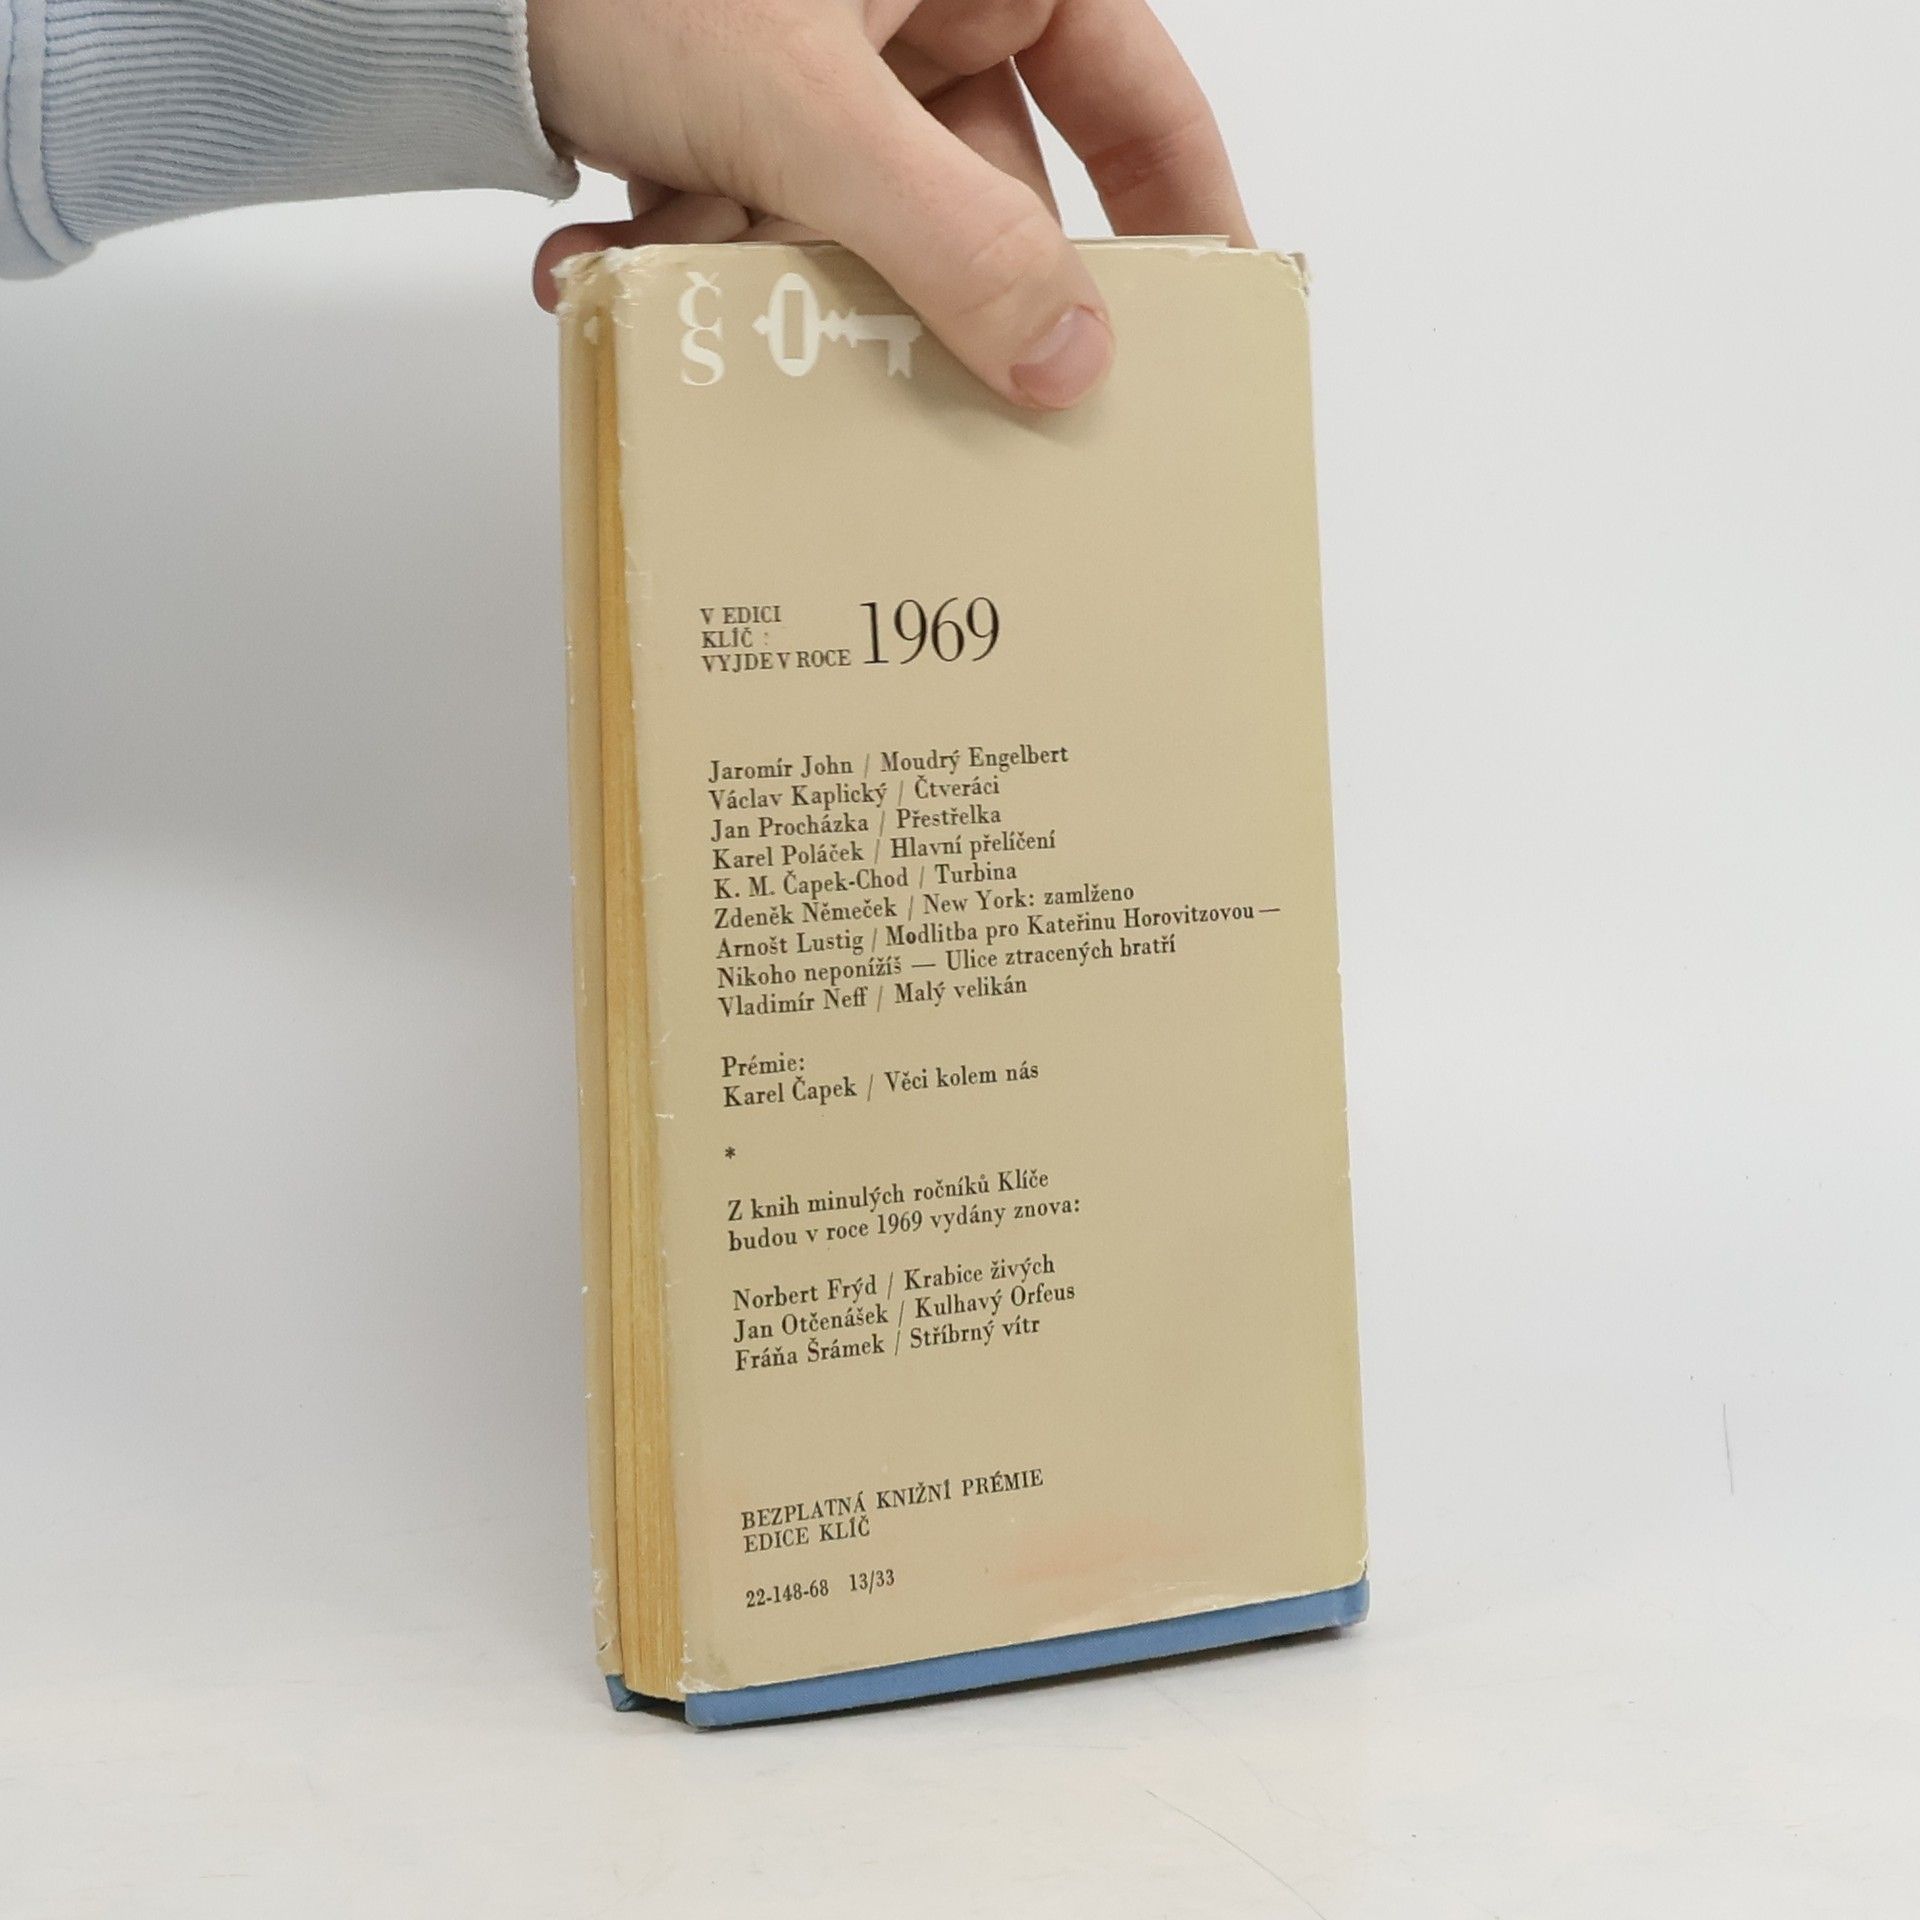 Č
S
V EDICI
KLÍČ :
VYJDE V ROCE 1969
Jaromír John / Moudrý Engelbert
Václav Kaplický / Čtveráci
Jan Procházka / Přestřelka
Karel Poláček / Hlavní přelíčení
K. M. Čapek-Chod / Turbina
Zdeněk Němeček / New York: zamlženo
Arnošt Lustig / Modlitba pro Kateřinu Horovitzovou —
Nikoho neponížíš — Ulice ztracených bratří
Vladimír Neff / Malý velikán
Prémie:
Karel Čapek / Věci kolem nás
*
Z knih minulých ročníků Klíče
budou v roce 1969 vydány znova:
Norbert Frýd / Krabice živých
Jan Otčenášek / Kulhavý Orfeus
Fráňa Šrámek / Stříbrný vítr
BEZPLATNÁ KNIŽNÍ PRÉMIE
EDICE KLÍČ
22-148-68 13/33